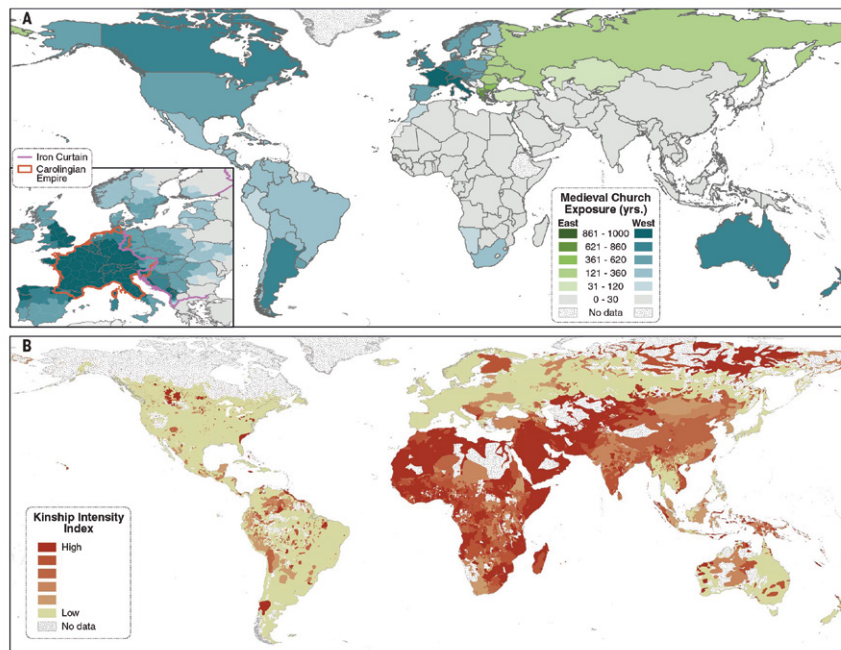 A
Iron Curtain
Carolingian
Empire
Medieval Church
Exposure (yrs.)
East West
861 - 1000
621 - 860
361 - 620
121 - 360
31 - 120
0 - 30
No data
B
Kinship Intensity
Index
High
Low
No data